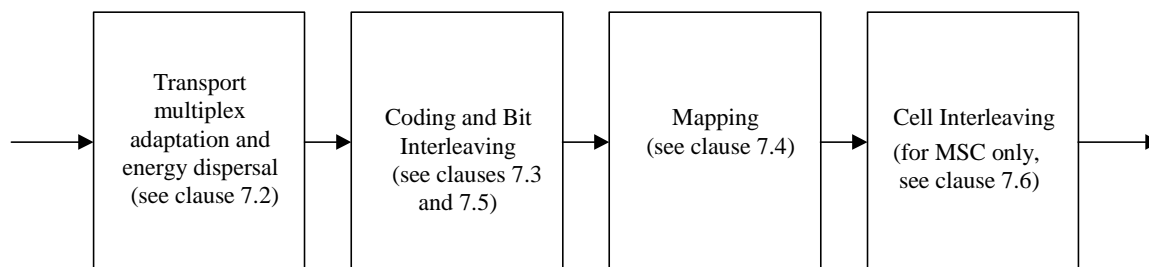 Transport
multiplex
adaptation and
energy dispersal
(see clause 7.2)
Coding and Bit
Interleaving
(see clauses 7.3
and 7.5)
Mapping
(see clause 7.4)
Cell Interleaving
(for MSC only,
see clause 7.6)